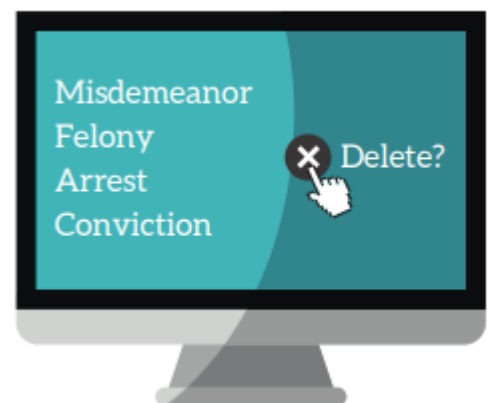 Misdemeanor
Felony
Arrest
Conviction
Delete?